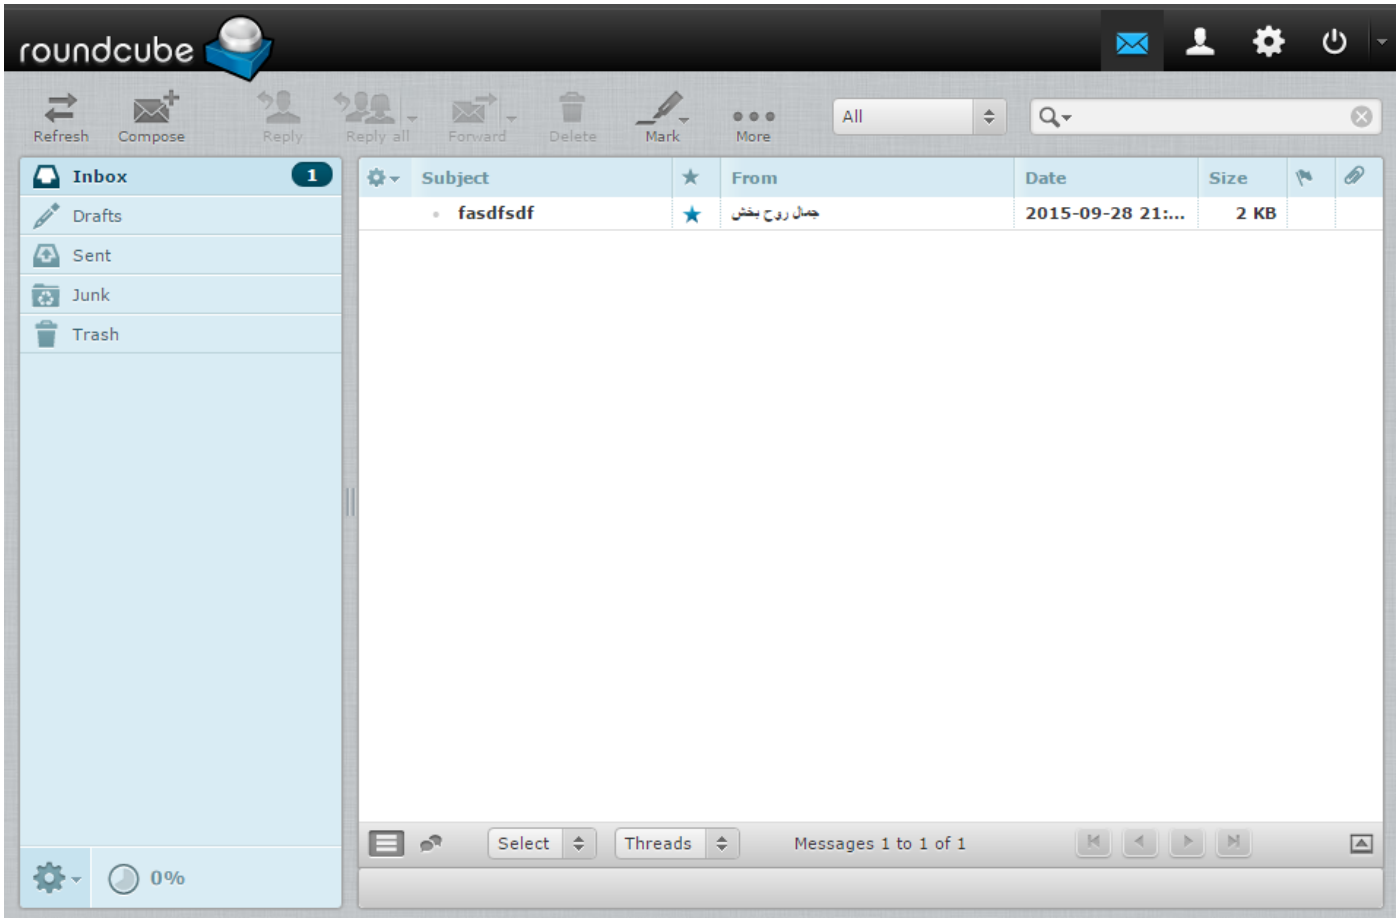 roundcube
Refresh Compose Reply Reply all Forward Delete Mark More All
Inbox 1
Drafts
Sent
Junk
Trash
Subject From Date Size
fasdfsdf جمال روح بخش 2015-09-28 21:... 2 KB
Select Threads Messages 1 to 1 of 1
0%